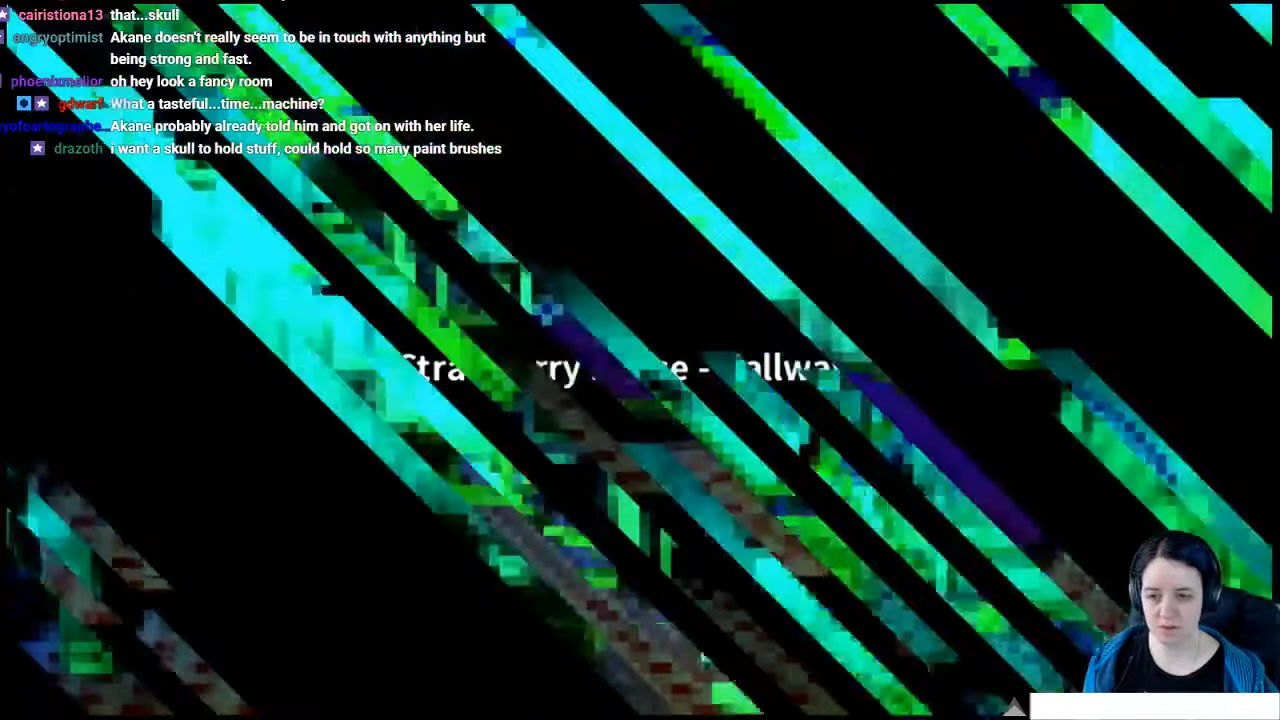 cairistiona13 that...skull
angryoptimist Akane doesn't really seem to be in touch with anything but
being strong and fast.
phoenixmelior oh hey look a fancy room
gdwarf What a tasteful...time...machine?
Akane probably already told him and got on with her life.
drazoth i want a skull to hold stuff, could hold so many paint brushes